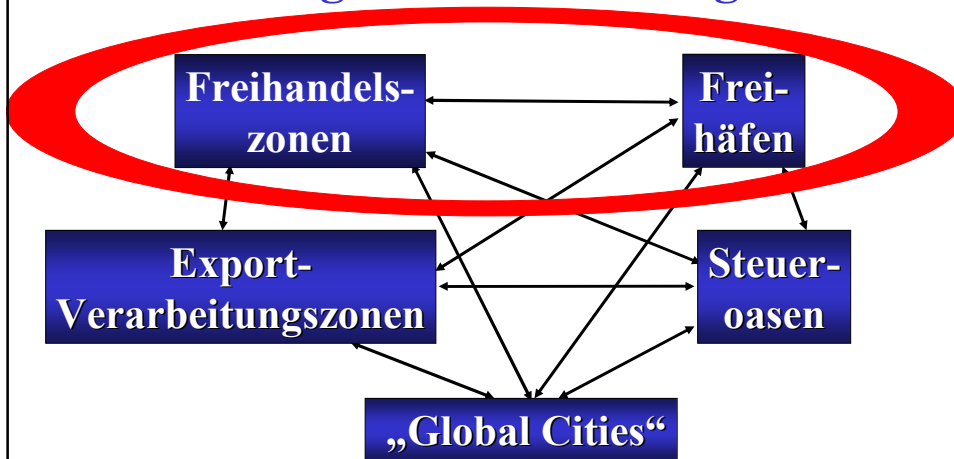 Freihandels-
zonen
Frei-
häfen
Export-
Verarbeitungszonen
Steuer-
oasen
„Global Cities“